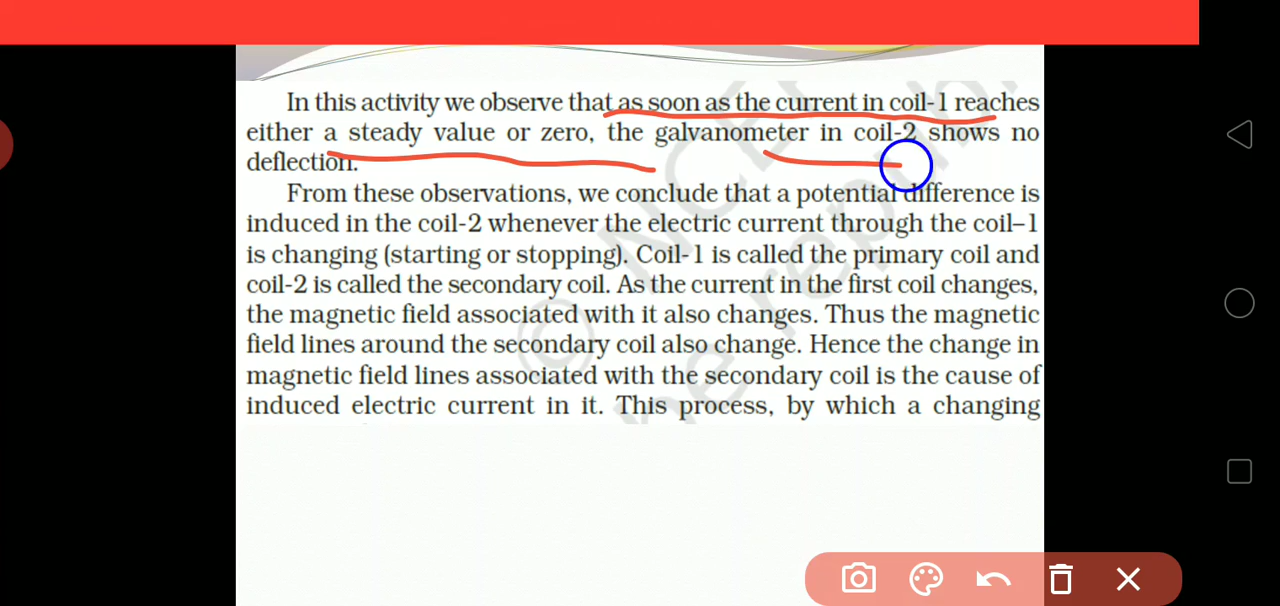 In this activity we observe that as soon as the current in coil-1 reaches
either a steady value or zero, the galvanometer in coil-2 shows no
deflection.
From these observations, we conclude that a potential difference is
induced in the coil-2 whenever the electric current through the coil–1
is changing (starting or stopping). Coil-1 is called the primary coil and
coil-2 is called the secondary coil. As the current in the first coil changes,
the magnetic field associated with it also changes. Thus the magnetic
field lines around the secondary coil also change. Hence the change in
magnetic field lines associated with the secondary coil is the cause of
induced electric current in it. This process, by which a changing